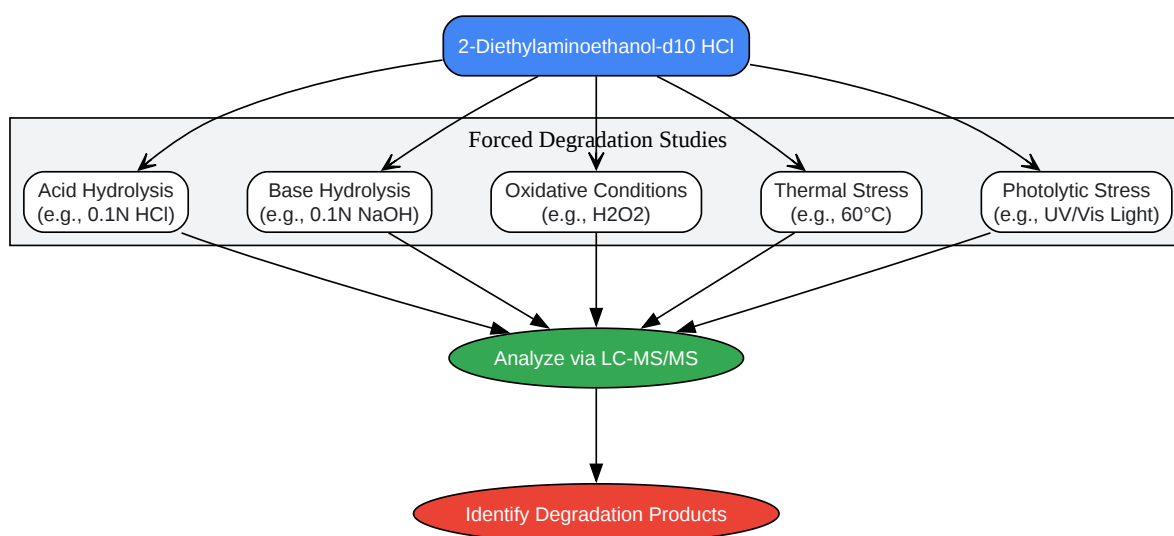 2-Diethylaminoethanol-d10 HCl
Forced Degradation Studies
Acid Hydrolysis
(e.g., 0.1N HCl)
Base Hydrolysis
(e.g., 0.1N NaOH)
Oxidative Conditions
(e.g., H2O2)
Thermal Stress
(e.g., 60°C)
Photolytic Stress
(e.g., UV/Vis Light)
Analyze via LC-MS/MS
Identify Degradation Products